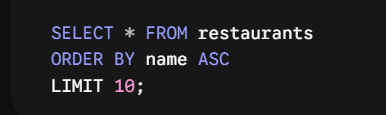 SELECT * FROM restaurants
ORDER BY name ASC
LIMIT 10;